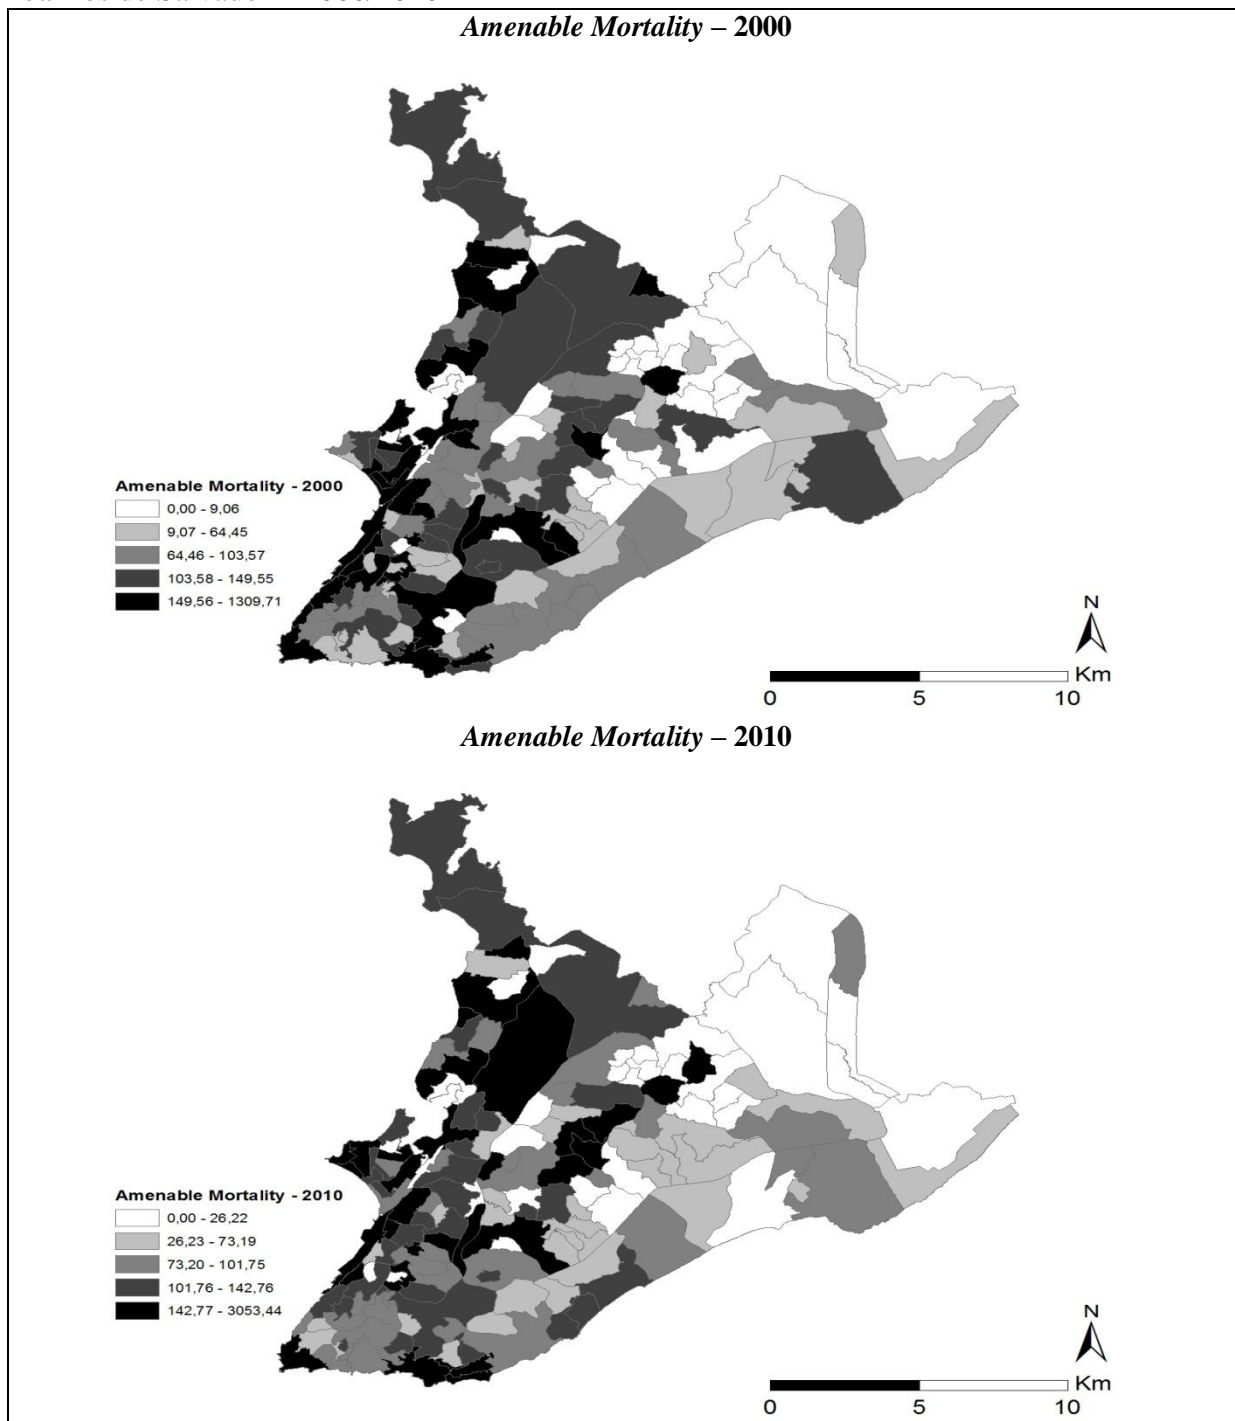 Amenable Mortality – 2000
Amenable Mortality - 2000
0,00 - 9,06
9,07 - 64,45
64,46 - 103,57
103,58 - 149,55
149,56 - 1309,71
N
Km
0 5 10
Amenable Mortality – 2010
Amenable Mortality - 2010
0,00 - 26,22
26,23 - 73,19
73,20 - 101,75
101,76 - 142,76
142,77 - 3053,44
N
Km
0 5 10